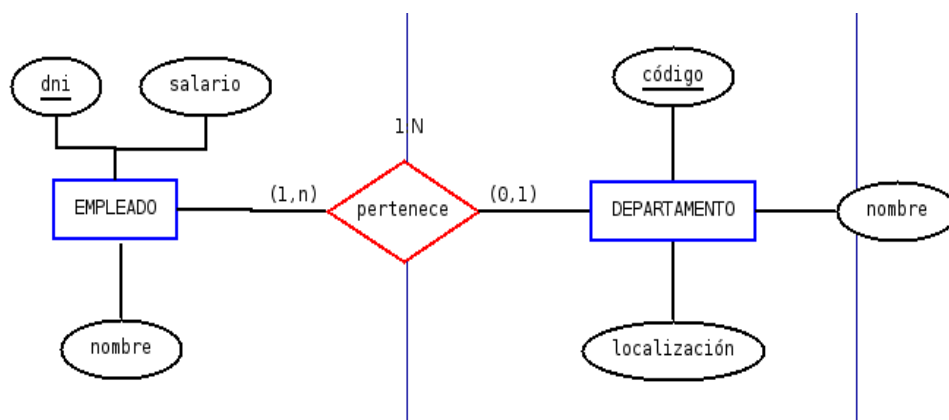 dni
salario
código
1:N
EMPLEADO
(1,n)
pertenece
(0,1)
DEPARTAMENTO
nombre
nombre
localización